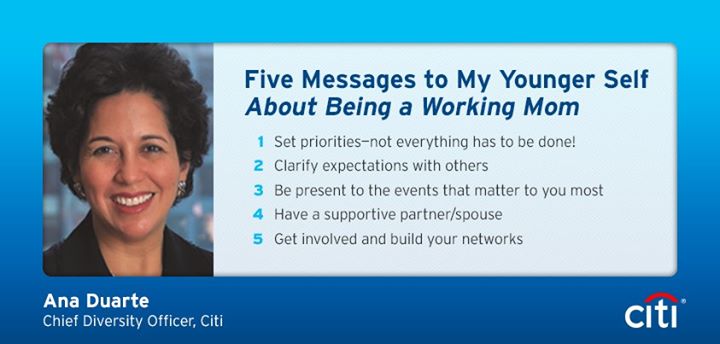 Five Messages to My Younger Self
About Being a Working Mom
1 Set priorities—not everything has to be done!
2 Clarify expectations with others
3 Be present to the events that matter to you most
4 Have a supportive partner/spouse
5 Get involved and build your networks
Ana Duarte
Chief Diversity Officer, Citi
citi®